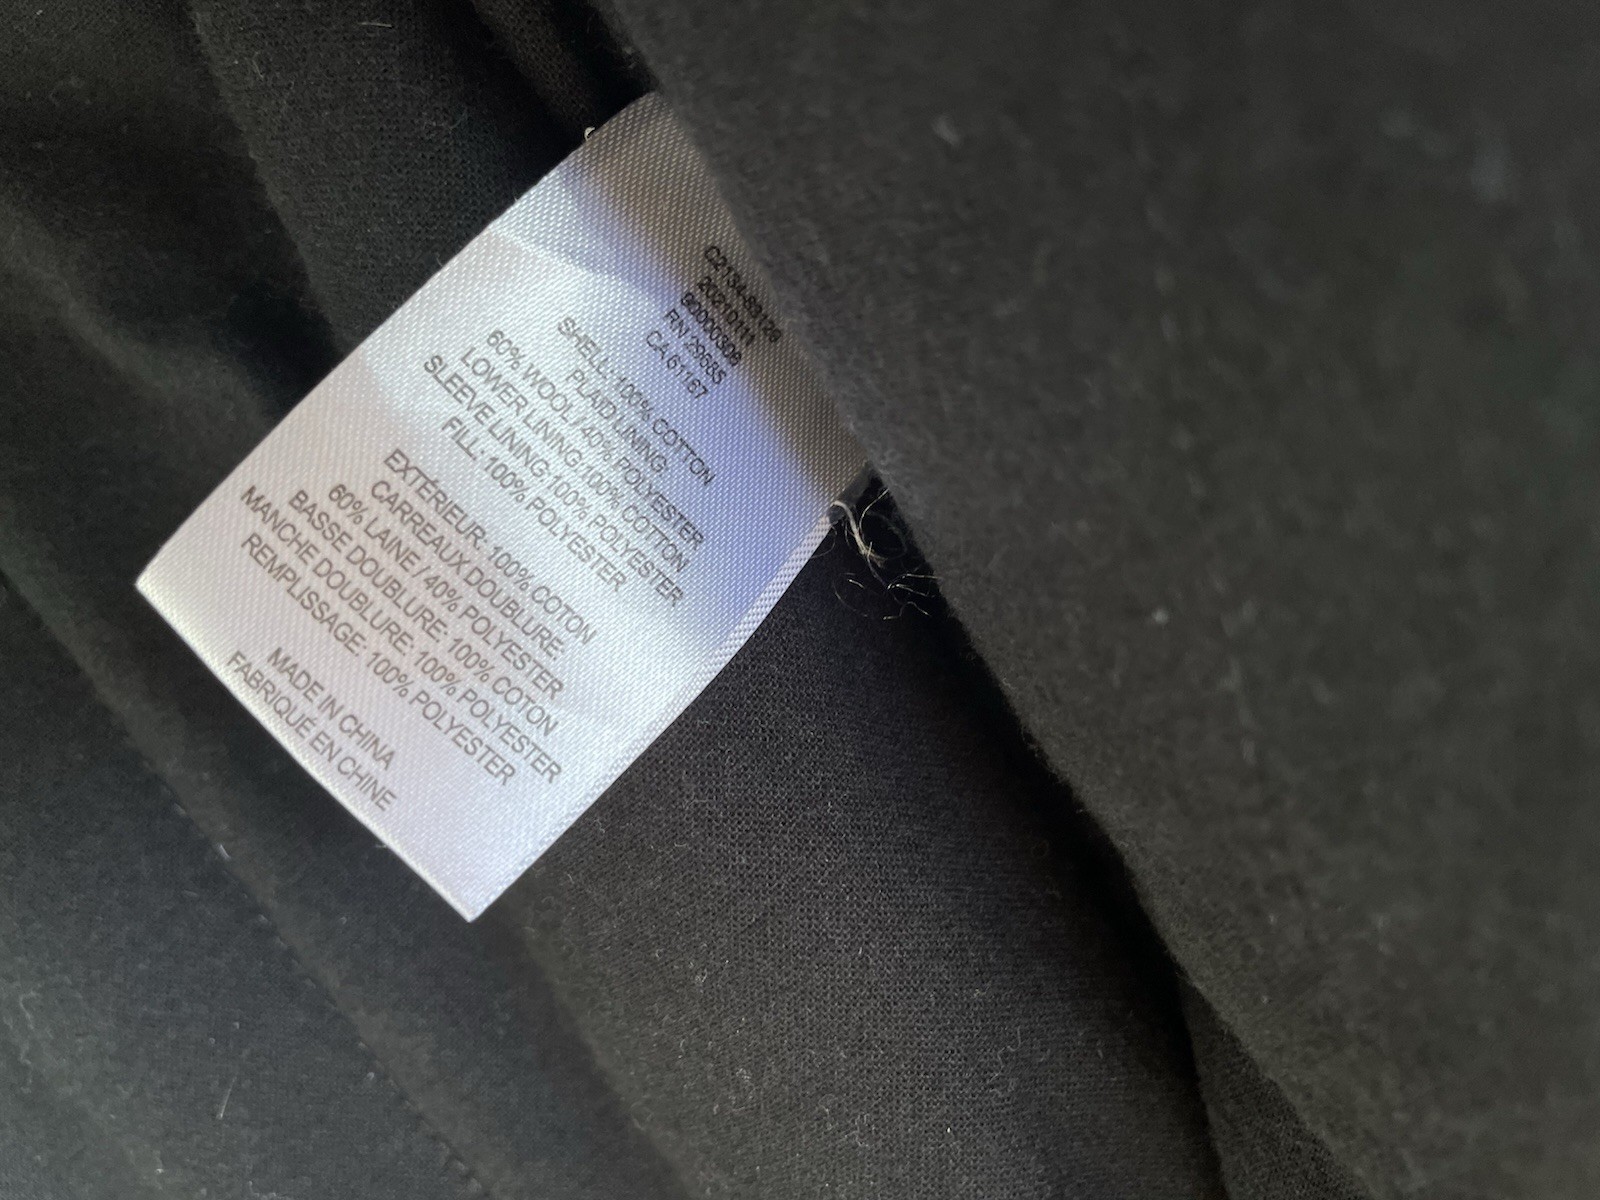 C2134-93126
20210111
90000306
RN 29685
CA 61167
SHELL: 100% COTTON
PLAID LINING:
60% WOOL / 40% POLYESTER
LOWER LINING:100% COTTON
SLEEVE LINING: 100% POLYESTER
FILL: 100% POLYESTER
EXTÉRIEUR: 100% COTON
CARREAUX DOUBLURE:
60% LAINE / 40% POLYESTER
BASSE DOUBLURE: 100% COTON
MANCHE DOUBLURE: 100% POLYESTER
REMPLISSAGE: 100% POLYESTER
MADE IN CHINA
FABRIQUÉ EN CHINE